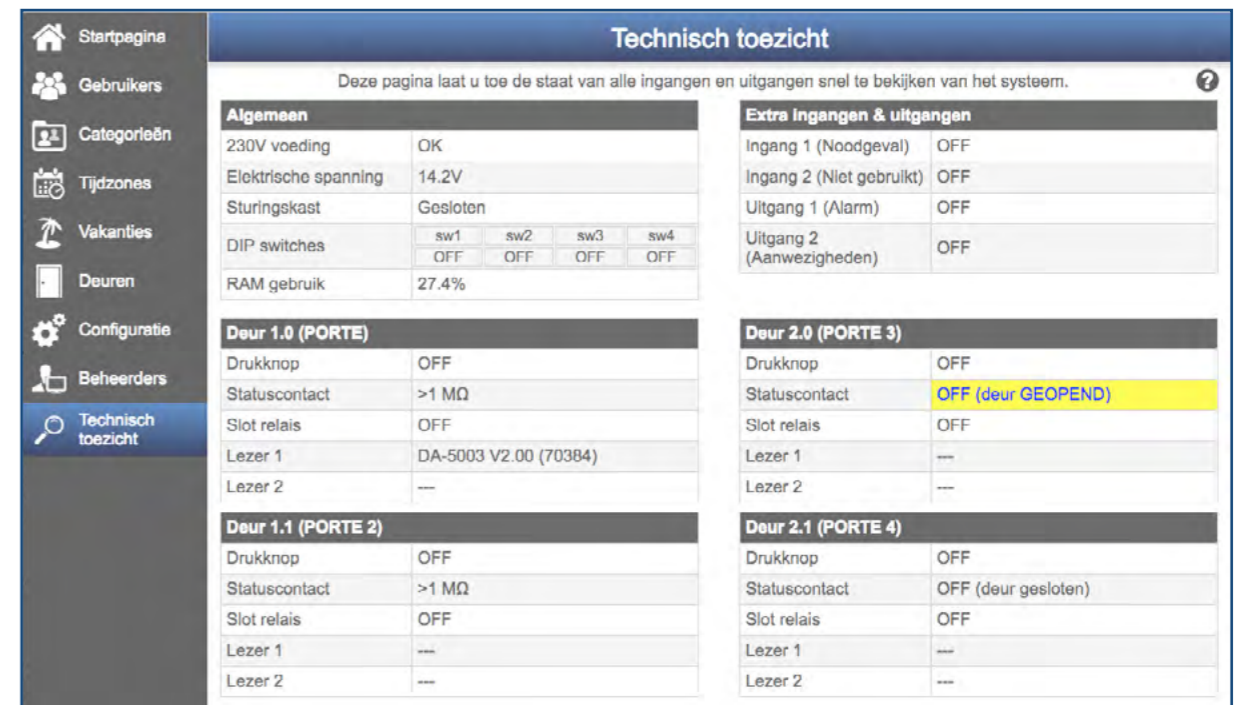 Startpagina
Gebruikers
Categorieën
Tijdzones
Vakanties
Deuren
Configuratie
Beheerders
Technisch
toezicht
Technisch toezicht
Deze pagina laat u toe de staat van alle ingangen en uitgangen snel te bekijken van het systeem.
?
Algemeen
230V voeding OK
Elektrische spanning 14.2V
Sturingskast Gesloten
DIP switches
sw1 sw2 sw3 sw4
OFF OFF OFF OFF
RAM gebruik 27.4%
Extra ingangen & uitgangen
Ingang 1 (Noodgeval) OFF
Ingang 2 (Niet gebruikt) OFF
Uitgang 1 (Alarm) OFF
Uitgang 2
(Aanwezigheden) OFF
Deur 1.0 (PORTE)
Drukknop OFF
Statuscontact >1 MΩ
Slot relais OFF
Lezer 1 DA-5003 V2.00 (70384)
Lezer 2 ---
Deur 2.0 (PORTE 3)
Drukknop OFF
Statuscontact OFF (deur GEOPEND)
Slot relais OFF
Lezer 1 ---
Lezer 2 ---
Deur 1.1 (PORTE 2)
Drukknop OFF
Statuscontact >1 MΩ
Slot relais OFF
Lezer 1 ---
Lezer 2 ---
Deur 2.1 (PORTE 4)
Drukknop OFF
Statuscontact OFF (deur gesloten)
Slot relais OFF
Lezer 1 ---
Lezer 2 ---